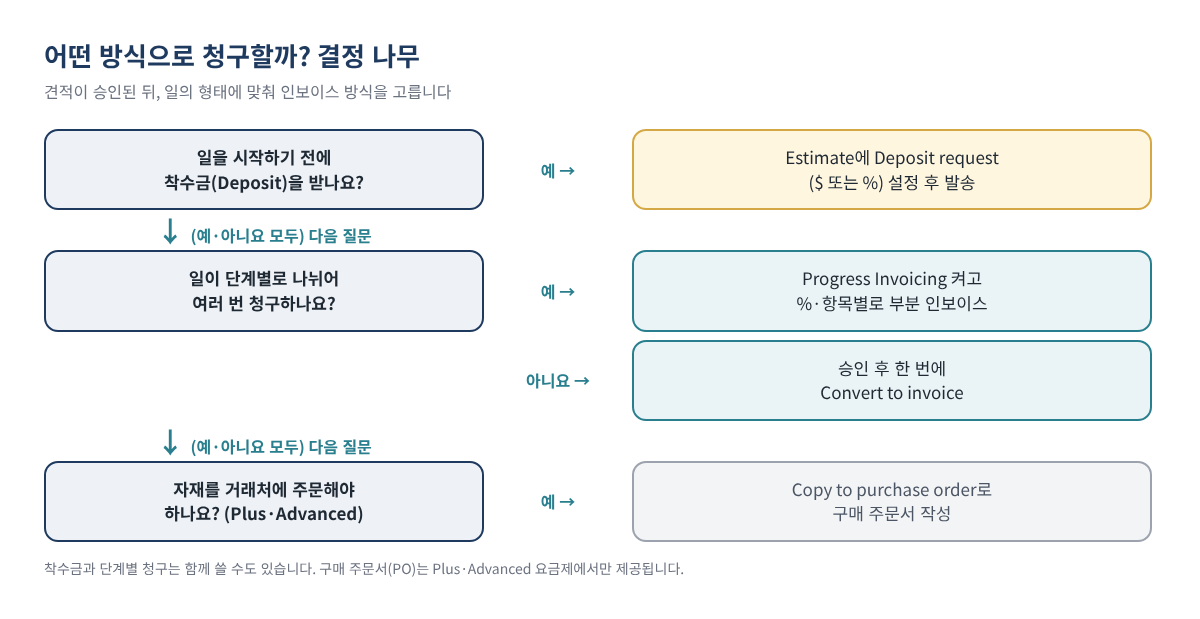 어떤 방식으로 청구할까? 결정 나무
견적이 승인된 뒤, 일의 형태에 맞춰 인보이스 방식을 고릅니다
일을 시작하기 전에
착수금(Deposit)을 받나요?
예 →
Estimate에 Deposit request
($ 또는 %) 설정 후 발송
↓ (예·아니요 모두) 다음 질문
일이 단계별로 나뉘어
여러 번 청구하나요?
예 →
Progress Invoicing 켜고
%·항목별로 부분 인보이스
아니요 →
승인 후 한 번에
Convert to invoice
↓ (예·아니요 모두) 다음 질문
자재를 거래처에 주문해야
하나요? (Plus·Advanced)
예 →
Copy to purchase order로
구매 주문서 작성
착수금과 단계별 청구는 함께 쓸 수도 있습니다. 구매 주문서(PO)는 Plus·Advanced 요금제에서만 제공됩니다.